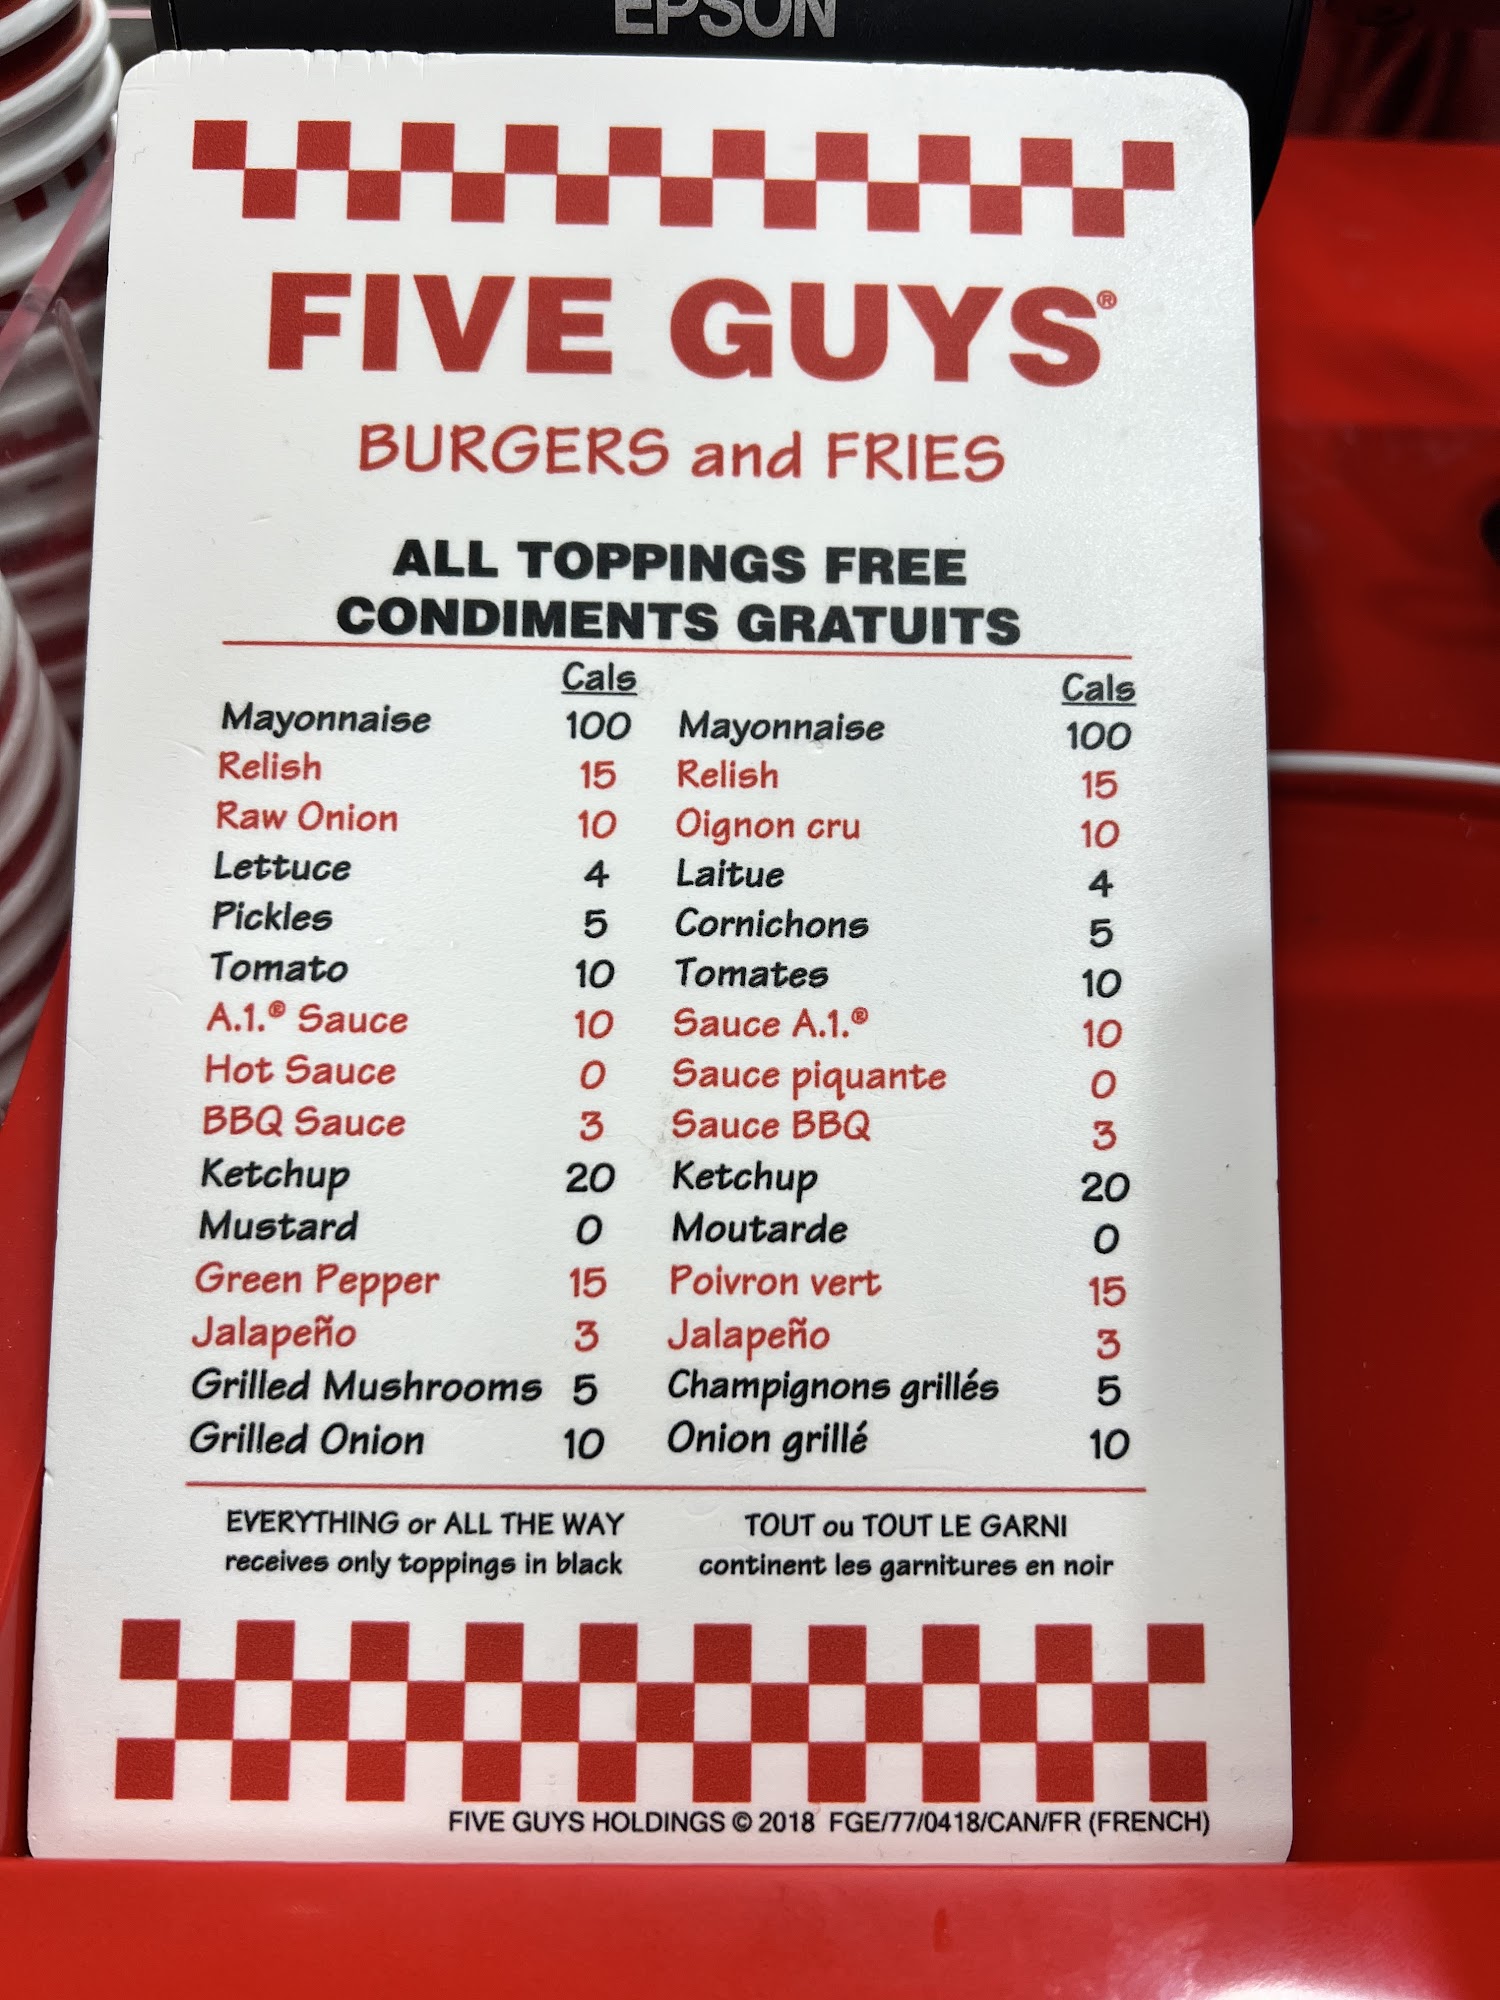 EPSON
FIVE GUYS®
BURGERS and FRIES
ALL TOPPINGS FREE
CONDIMENTS GRATUITS
Cals Cals
Mayonnaise 100 Mayonnaise 100
Relish 15 Relish 15
Raw Onion 10 Oignon cru 10
Lettuce 4 Laitue 4
Pickles 5 Cornichons 5
Tomato 10 Tomates 10
A.1.® Sauce 10 Sauce A.1.® 10
Hot Sauce 0 Sauce piquante 0
BBQ Sauce 3 Sauce BBQ 3
Ketchup 20 Ketchup 20
Mustard 0 Moutarde 0
Green Pepper 15 Poivron vert 15
Jalapeño 3 Jalapeño 3
Grilled Mushrooms 5 Champignons grillés 5
Grilled Onion 10 Onion grillé 10
EVERYTHING or ALL THE WAY TOUT ou TOUT LE GARNI
receives only toppings in black continent les garnitures en noir
FIVE GUYS HOLDINGS © 2018 FGE/77/0418/CAN/FR (FRENCH)